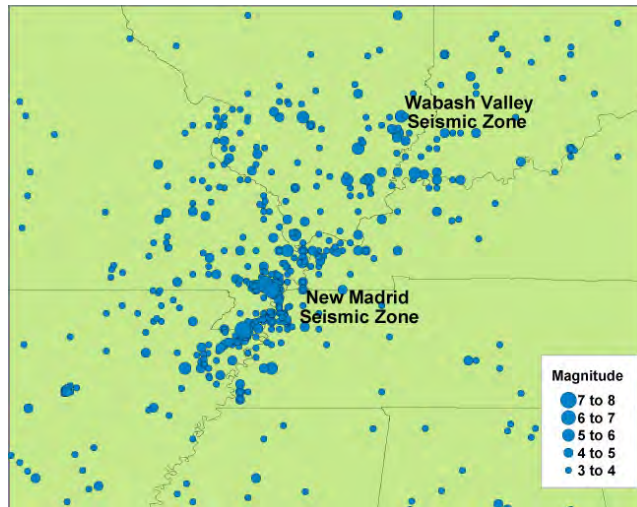 Wabash Valley
Seismic Zone
New Madrid
Seismic Zone
Magnitude
7 to 8
6 to 7
5 to 6
4 to 5
3 to 4